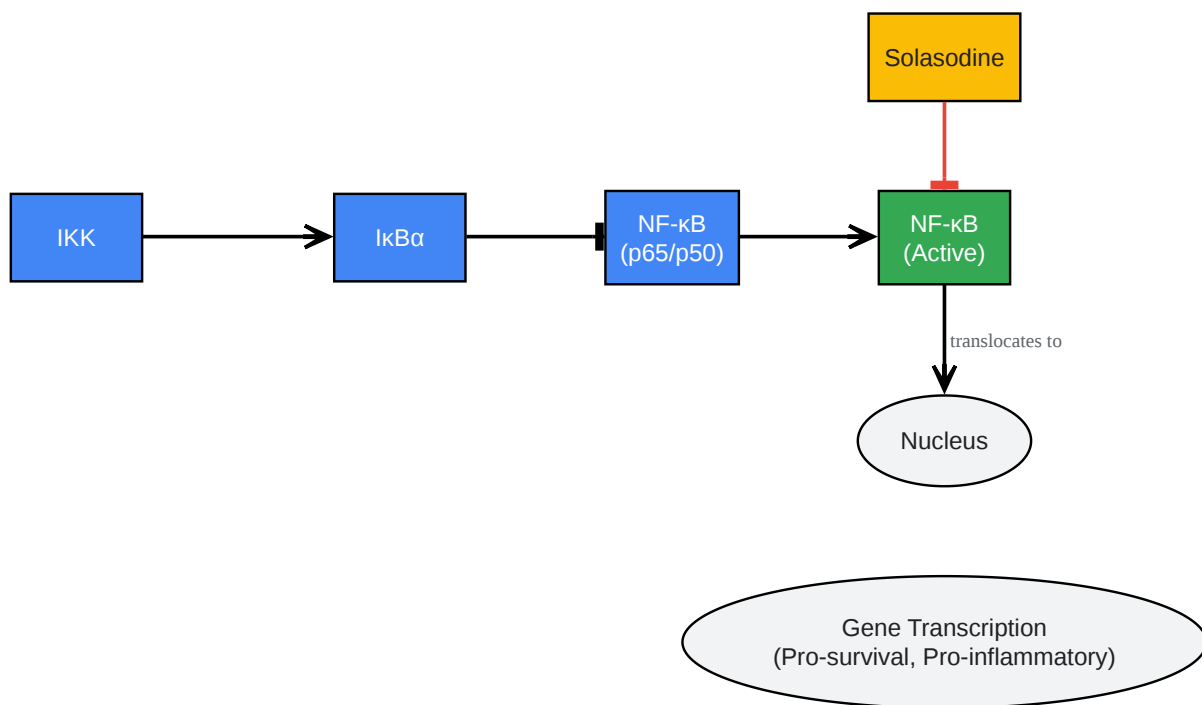 Solasodine
IKK
IκBα
NF-κB
(p65/p50)
NF-κB
(Active)
translocates to
Nucleus
Gene Transcription
(Pro-survival, Pro-inflammatory)